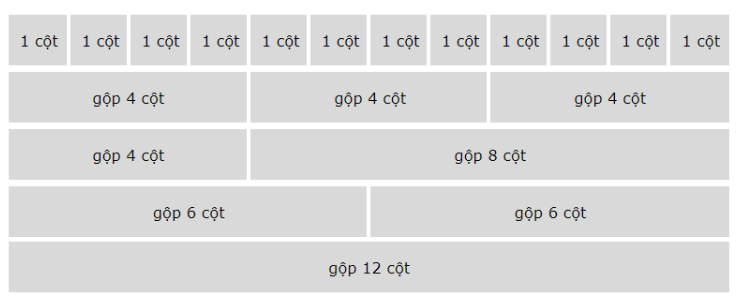 1 cột 1 cột 1 cột 1 cột 1 cột 1 cột 1 cột 1 cột 1 cột 1 cột 1 cột 1 cột
gộp 4 cột gộp 4 cột gộp 4 cột
gộp 4 cột gộp 8 cột
gộp 6 cột gộp 6 cột
gộp 12 cột